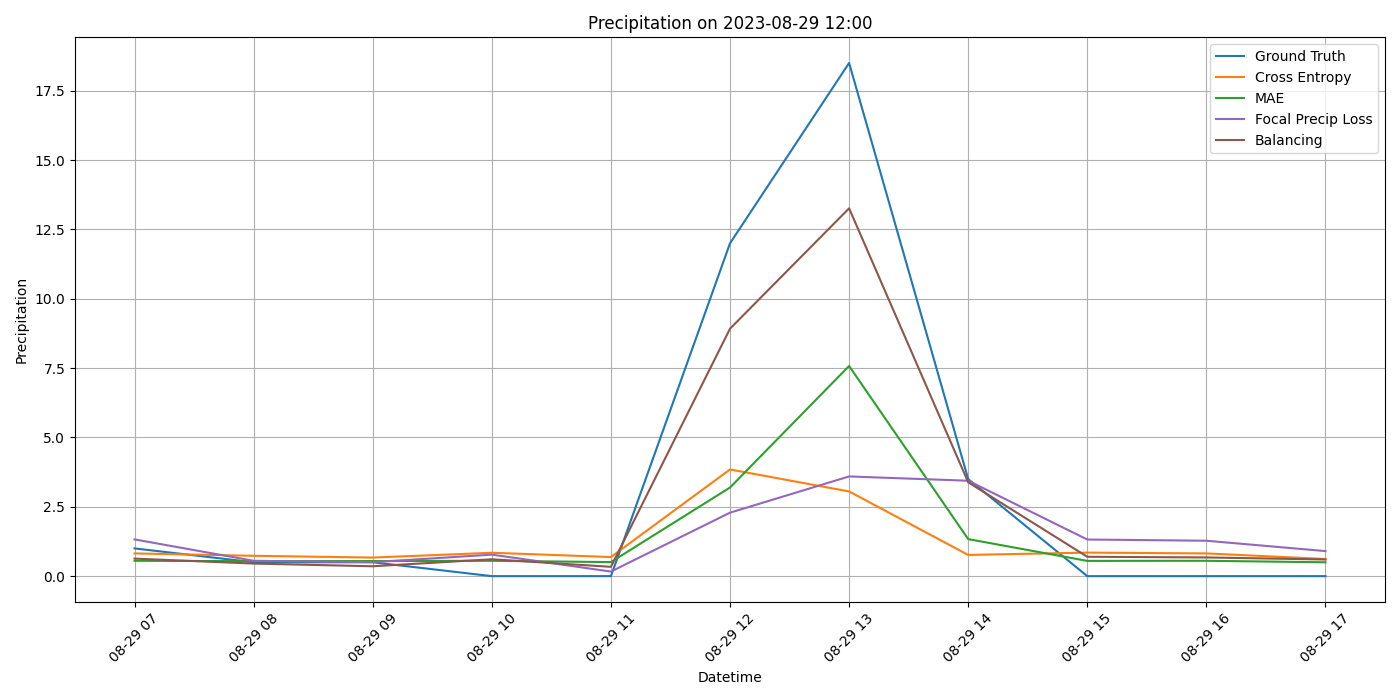 Precipitation on 2023-08-29 12:00
Ground Truth
Cross Entropy
MAE
Focal Precip Loss
Balancing
Precipitation
17.5
15.0
12.5
10.0
7.5
5.0
2.5
0.0
08-29 07
08-29 08
08-29 09
08-29 10
08-29 11
08-29 12
08-29 13
08-29 14
08-29 15
08-29 16
08-29 17
Datetime